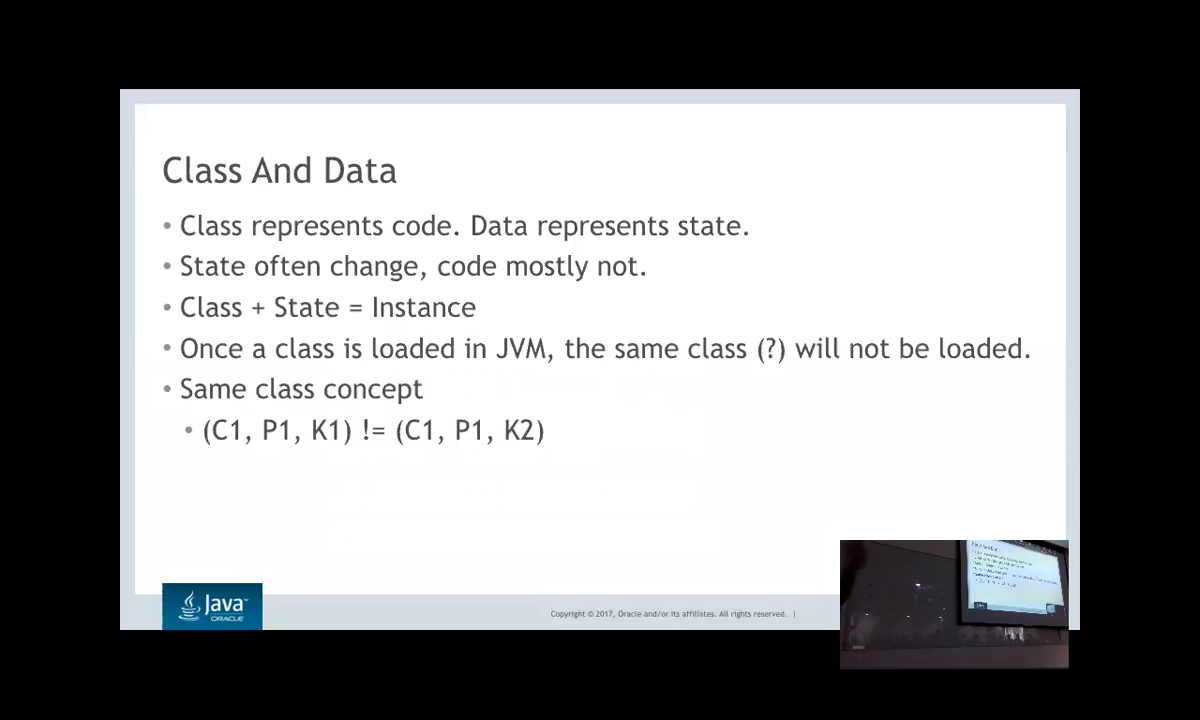 Class And Data
• Class represents code. Data represents state.
• State often change, code mostly not.
• Class + State = Instance
• Once a class is loaded in JVM, the same class (?) will not be loaded.
• Same class concept
• (C1, P1, K1) != (C1, P1, K2)
Java™
ORACLE
Copyright © 2017, Oracle and/or its affiliates. All rights reserved. |